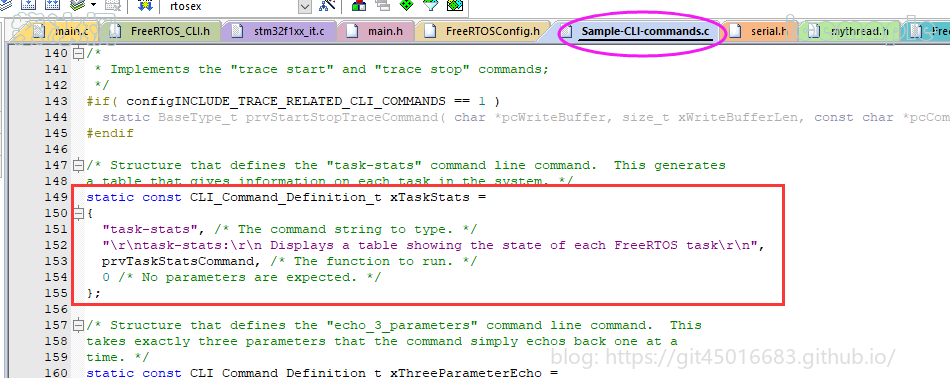 rtosex
main.c FreeRTOS_CLI.h stm32f1xx_it.c main.h FreeRTOSConfig.h Sample-CLI-commands.c serial.h mythread.h Free
140 /*
141 * Implements the "trace start" and "trace stop" commands;
142 */
143 #if( configINCLUDE_TRACE_RELATED_CLI_COMMANDS == 1 )
144 static BaseType_t prvStartStopTraceCommand( char *pcWriteBuffer, size_t xWriteBufferLen, const char *pcCom
145 #endif
146
147 /* Structure that defines the "task-stats" command line command.  This generates
148 a table that gives information on each task in the system. */
149 static const CLI_Command_Definition_t xTaskStats =
150 {
151 "task-stats", /* The command string to type. */
152 "\r\ntask-stats:\r\n Displays a table showing the state of each FreeRTOS task\r\n",
153 prvTaskStatsCommand, /* The function to run. */
154 0 /* No parameters are expected. */
155 };
156
157 /* Structure that defines the "echo_3_parameters" command line command.  This
158 takes exactly three parameters that the command simply echos back one at a
159 time. */
160 static const CLI_Command_Definition_t xThreeParameterEcho =
blog: https://git45016683.github.io/